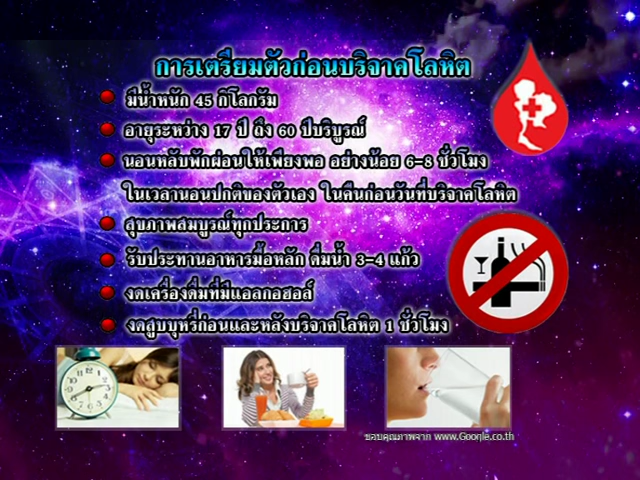 การเตรียมตัวก่อนบริจาคโลหิต
มีน้ำหนัก 45 กิโลกรัม
อายุระหว่าง 17 ปี ถึง 60 ปีบริบูรณ์
นอนหลับพักผ่อนให้เพียงพอ อย่างน้อย 6-8 ชั่วโมง
ในเวลานอนปกติของตัวเอง ในคืนก่อนวันที่บริจาคโลหิต
สุขภาพสมบูรณ์ทุกประการ
รับประทานอาหารมื้อหลัก ดื่มน้ำ 3-4 แก้ว
งดเครื่องดื่มที่มีแอลกอฮอล์
งดสูบบุหรี่ก่อนและหลังบริจาคโลหิต 1 ชั่วโมง
ขอบคุณภาพจาก www.Google.co.th